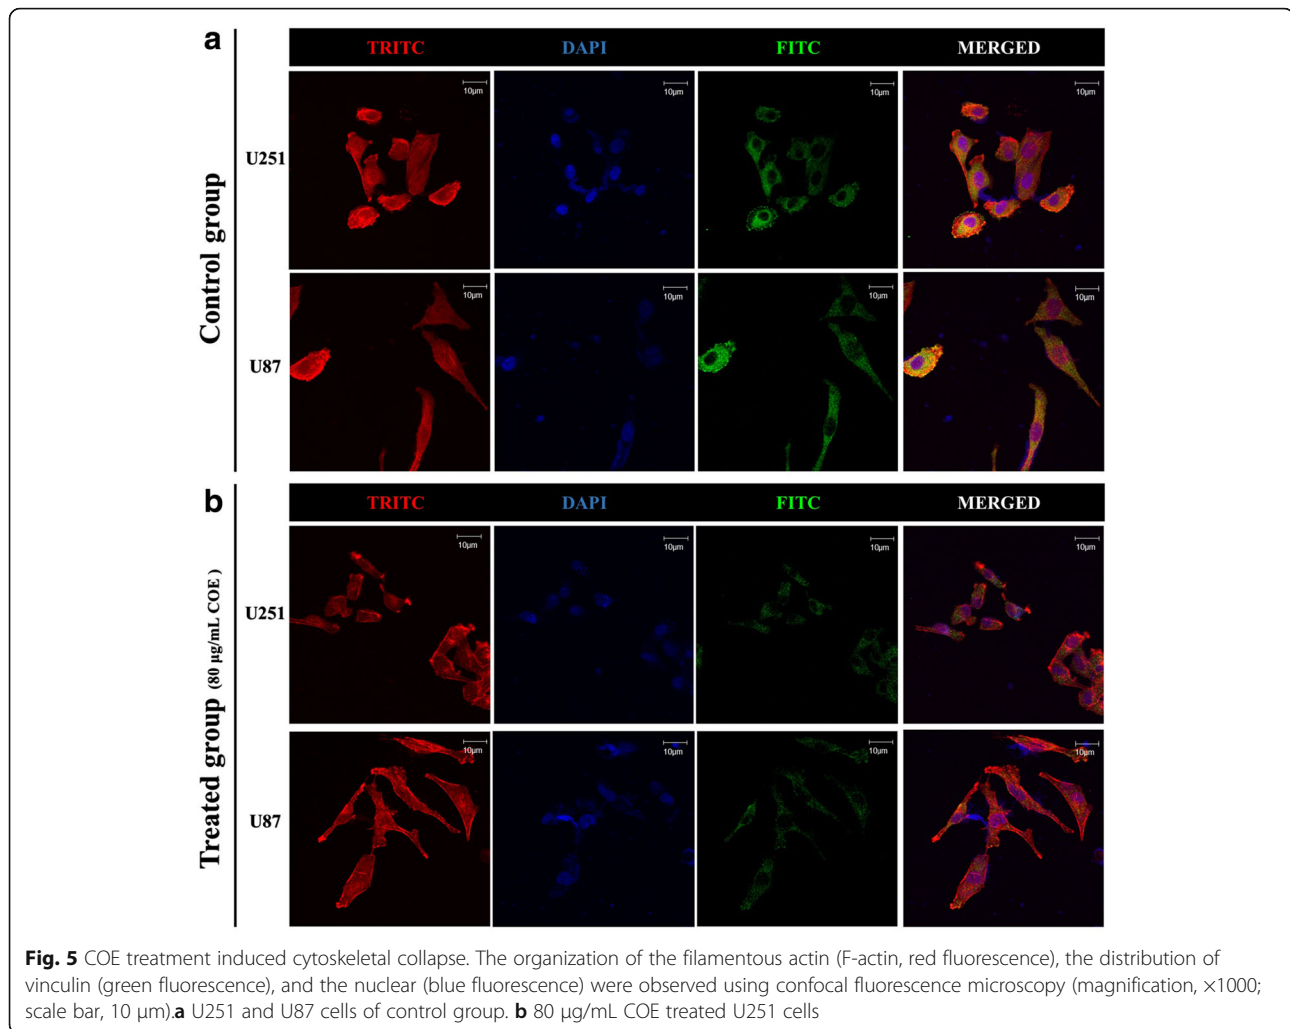 a
TRITC DAPI FITC MERGED
Control group
U251
10µm 10µm 10µm 10µm
U87
10µm 10µm 10µm 10µm
b
TRITC DAPI FITC MERGED
Treated group (80 µg/mL COE)
U251
10µm 10µm 10µm 10µm
U87
10µm 10µm 10µm 10µm
Fig. 5 COE treatment induced cytoskeletal collapse. The organization of the filamentous actin (F-actin, red fluorescence), the distribution of
vinculin (green fluorescence), and the nuclear (blue fluorescence) were observed using confocal fluorescence microscopy (magnification, ×1000;
scale bar, 10 μm).a U251 and U87 cells of control group. b 80 μg/mL COE treated U251 cells